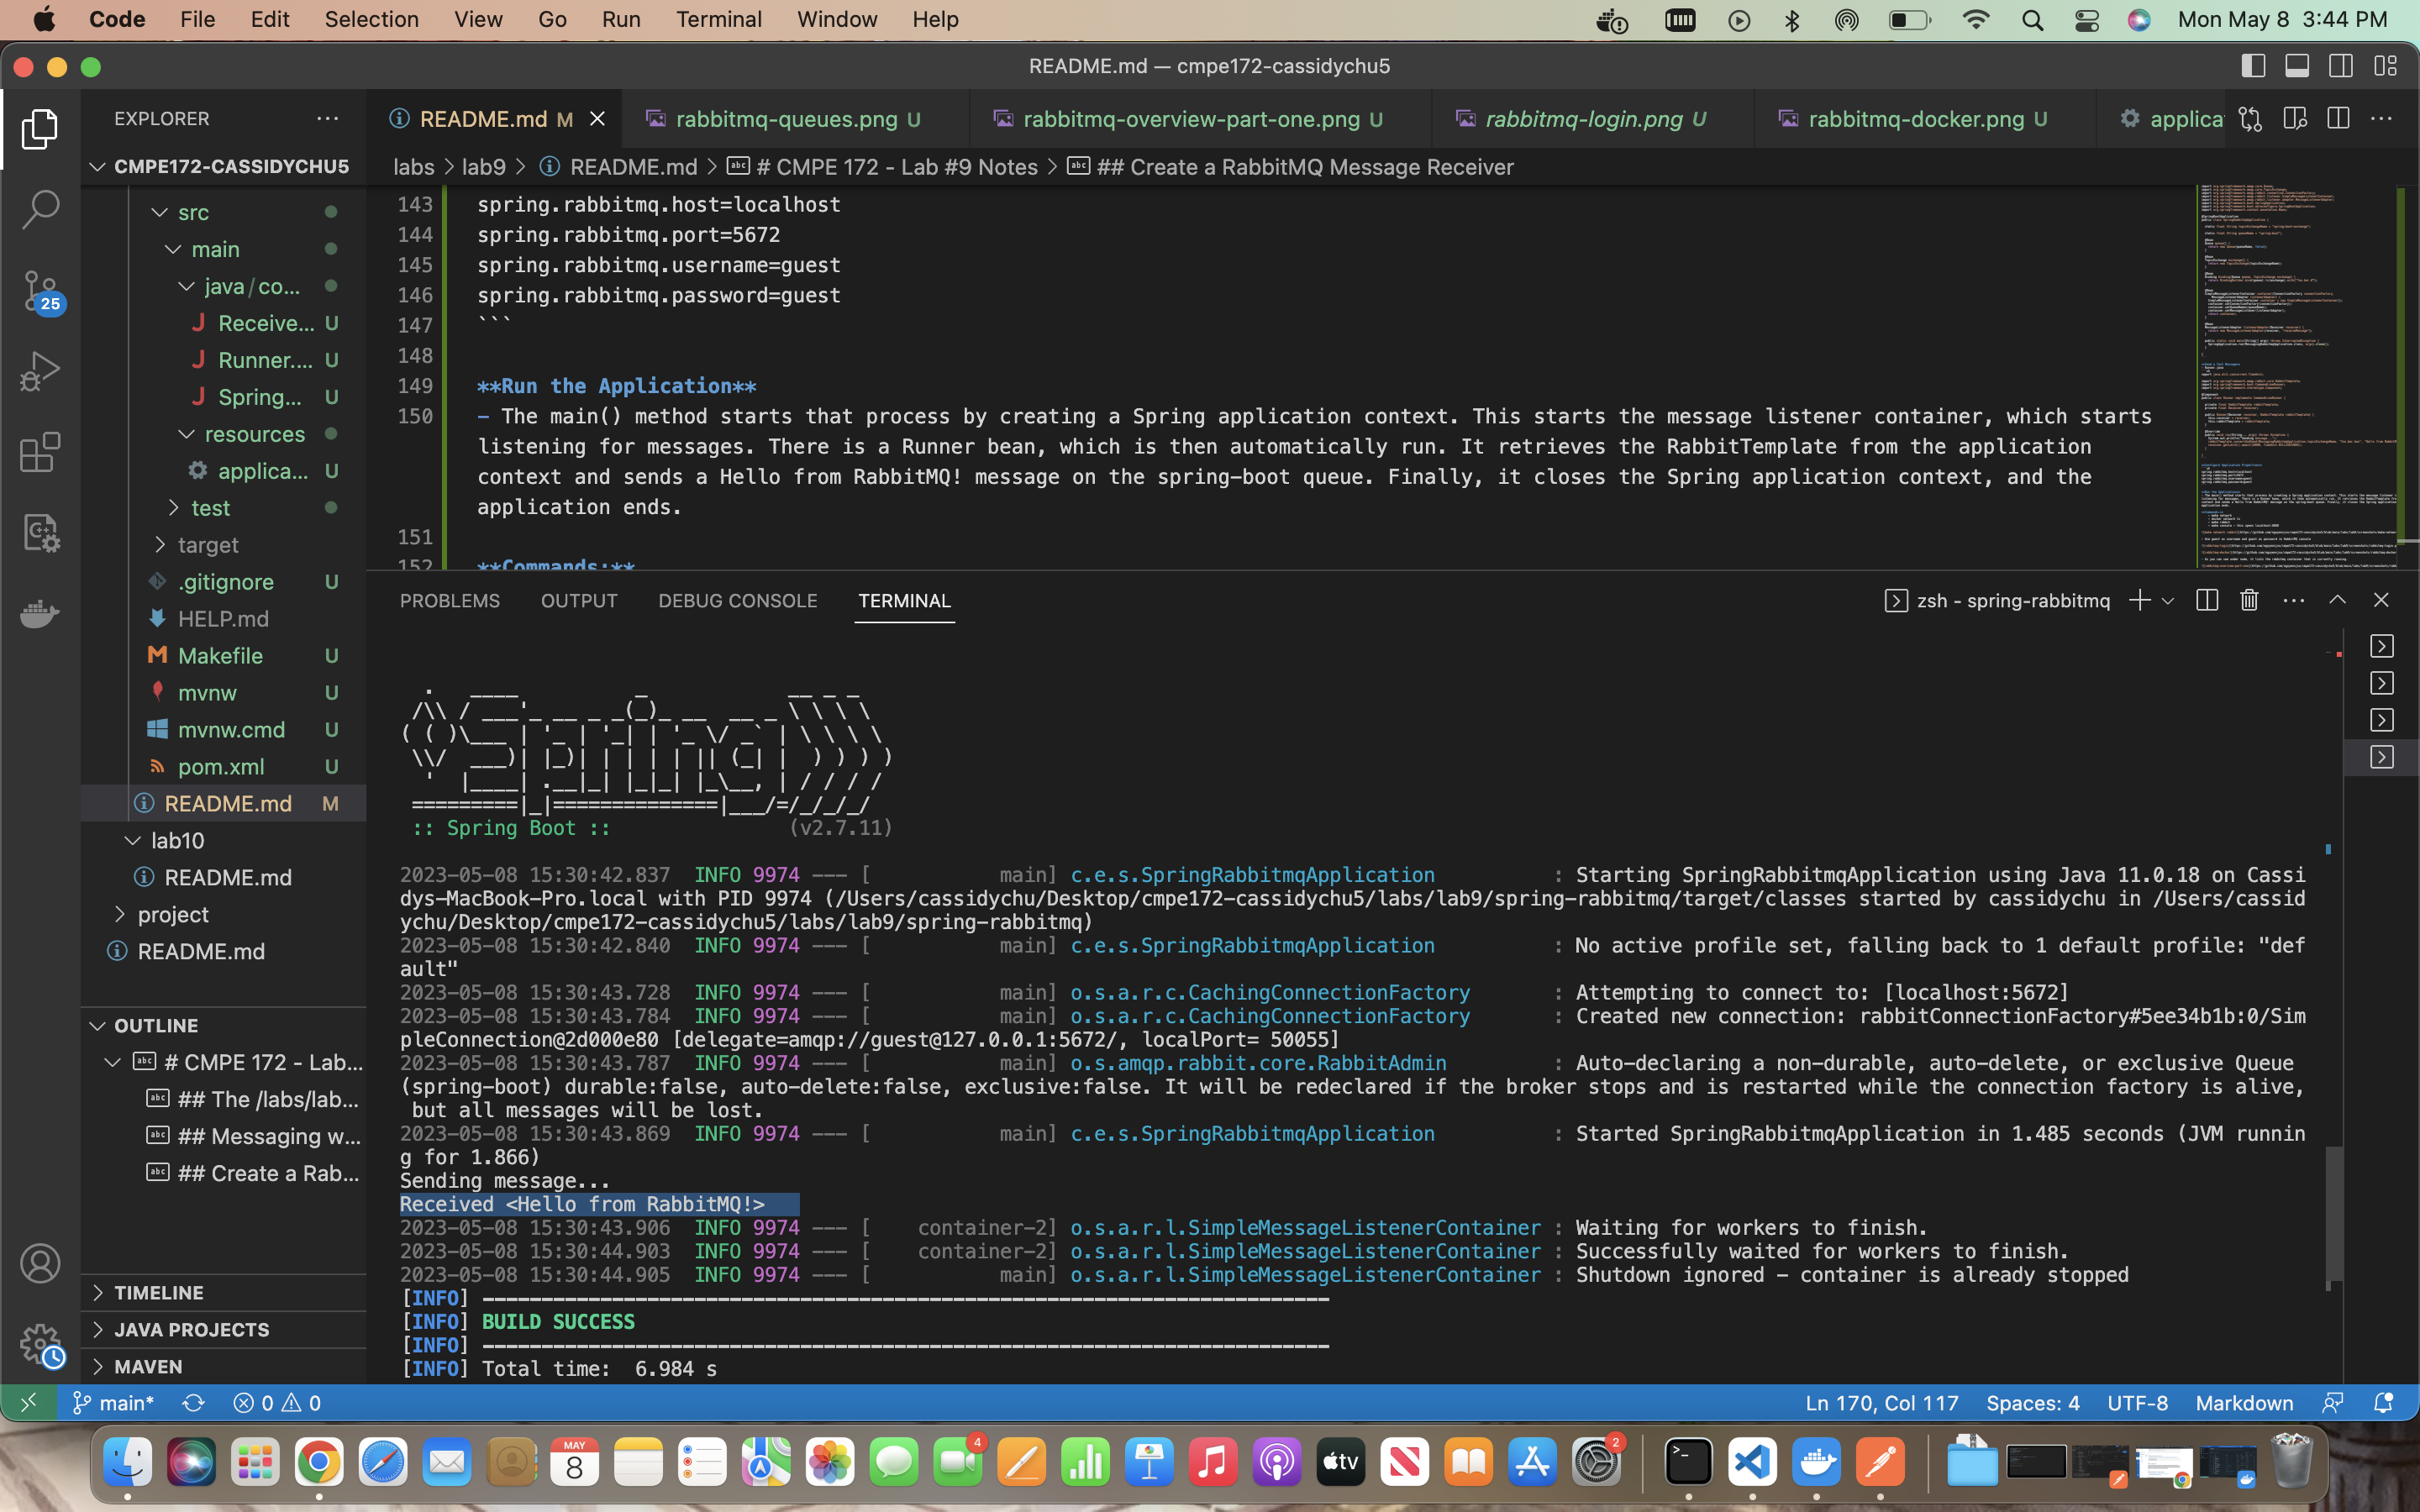 Code File Edit Selection View Go Run Terminal Window Help Mon May 8 3:44 PM
README.md — cmpe172-cassidychu5
EXPLORER
README.md M
rabbitmq-queues.png U
rabbitmq-overview-part-one.png U
rabbitmq-login.png U
rabbitmq-docker.png U
applica
labs > lab9 > README.md > # CMPE 172 - Lab #9 Notes > ## Create a RabbitMQ Message Receiver
CMPE172-CASSIDYCHU5
src
main
java/co...
Receive... U
Runner.... U
Spring... U
resources
applica... U
test
target
.gitignore U
HELP.md
Makefile U
mvnw U
mvnw.cmd U
pom.xml U
README.md M
lab10
README.md
project
README.md
OUTLINE
# CMPE 172 - Lab...
## The /labs/lab...
## Messaging w...
## Create a Rab...
TIMELINE
JAVA PROJECTS
MAVEN
25
143 spring.rabbitmq.host=localhost
144 spring.rabbitmq.port=5672
145 spring.rabbitmq.username=guest
146 spring.rabbitmq.password=guest
147 ```
148
149 **Run the Application**
150 - The main() method starts that process by creating a Spring application context. This starts the message listener container, which starts
listening for messages. There is a Runner bean, which is then automatically run. It retrieves the RabbitTemplate from the application
context and sends a Hello from RabbitMQ! message on the spring-boot queue. Finally, it closes the Spring application context, and the
application ends.
151
152 **Commands:**
PROBLEMS OUTPUT DEBUG CONSOLE TERMINAL
zsh - spring-rabbitmq
:: Spring Boot :: (v2.7.11)
2023-05-08 15:30:42.837 INFO 9974 --- [ main] c.e.s.SpringRabbitmqApplication : Starting SpringRabbitmqApplication using Java 11.0.18 on Cassi
dys-MacBook-Pro.local with PID 9974 (/Users/cassidychu/Desktop/cmpe172-cassidychu5/labs/lab9/spring-rabbitmq/target/classes started by cassidychu in /Users/cassid
ychu/Desktop/cmpe172-cassidychu5/labs/lab9/spring-rabbitmq)
2023-05-08 15:30:42.840 INFO 9974 --- [ main] c.e.s.SpringRabbitmqApplication : No active profile set, falling back to 1 default profile: "def
ault"
2023-05-08 15:30:43.728 INFO 9974 --- [ main] o.s.a.r.c.CachingConnectionFactory : Attempting to connect to: [localhost:5672]
2023-05-08 15:30:43.784 INFO 9974 --- [ main] o.s.a.r.c.CachingConnectionFactory : Created new connection: rabbitConnectionFactory#5ee34b1b:0/Sim
pleConnection@2d000e80 [delegate=amqp://guest@127.0.0.1:5672/, localPort= 50055]
2023-05-08 15:30:43.787 INFO 9974 --- [ main] o.s.amqp.rabbit.core.RabbitAdmin : Auto-declaring a non-durable, auto-delete, or exclusive Queue
(spring-boot) durable:false, auto-delete:false, exclusive:false. It will be redeclared if the broker stops and is restarted while the connection factory is alive,
but all messages will be lost.
2023-05-08 15:30:43.869 INFO 9974 --- [ main] c.e.s.SpringRabbitmqApplication : Started SpringRabbitmqApplication in 1.485 seconds (JVM runnin
g for 1.866)
Sending message...
Received <Hello from RabbitMQ!>
2023-05-08 15:30:43.906 INFO 9974 --- [ container-2] o.s.a.r.l.SimpleMessageListenerContainer : Waiting for workers to finish.
2023-05-08 15:30:44.903 INFO 9974 --- [ container-2] o.s.a.r.l.SimpleMessageListenerContainer : Successfully waited for workers to finish.
2023-05-08 15:30:44.905 INFO 9974 --- [ main] o.s.a.r.l.SimpleMessageListenerContainer : Shutdown ignored - container is already stopped
[INFO] ------------------------------------------------------------------------
[INFO] BUILD SUCCESS
[INFO] ------------------------------------------------------------------------
[INFO] Total time: 6.984 s
main* 0 0 Ln 170, Col 117 Spaces: 4 UTF-8 Markdown
MAY
8
4
tv
2